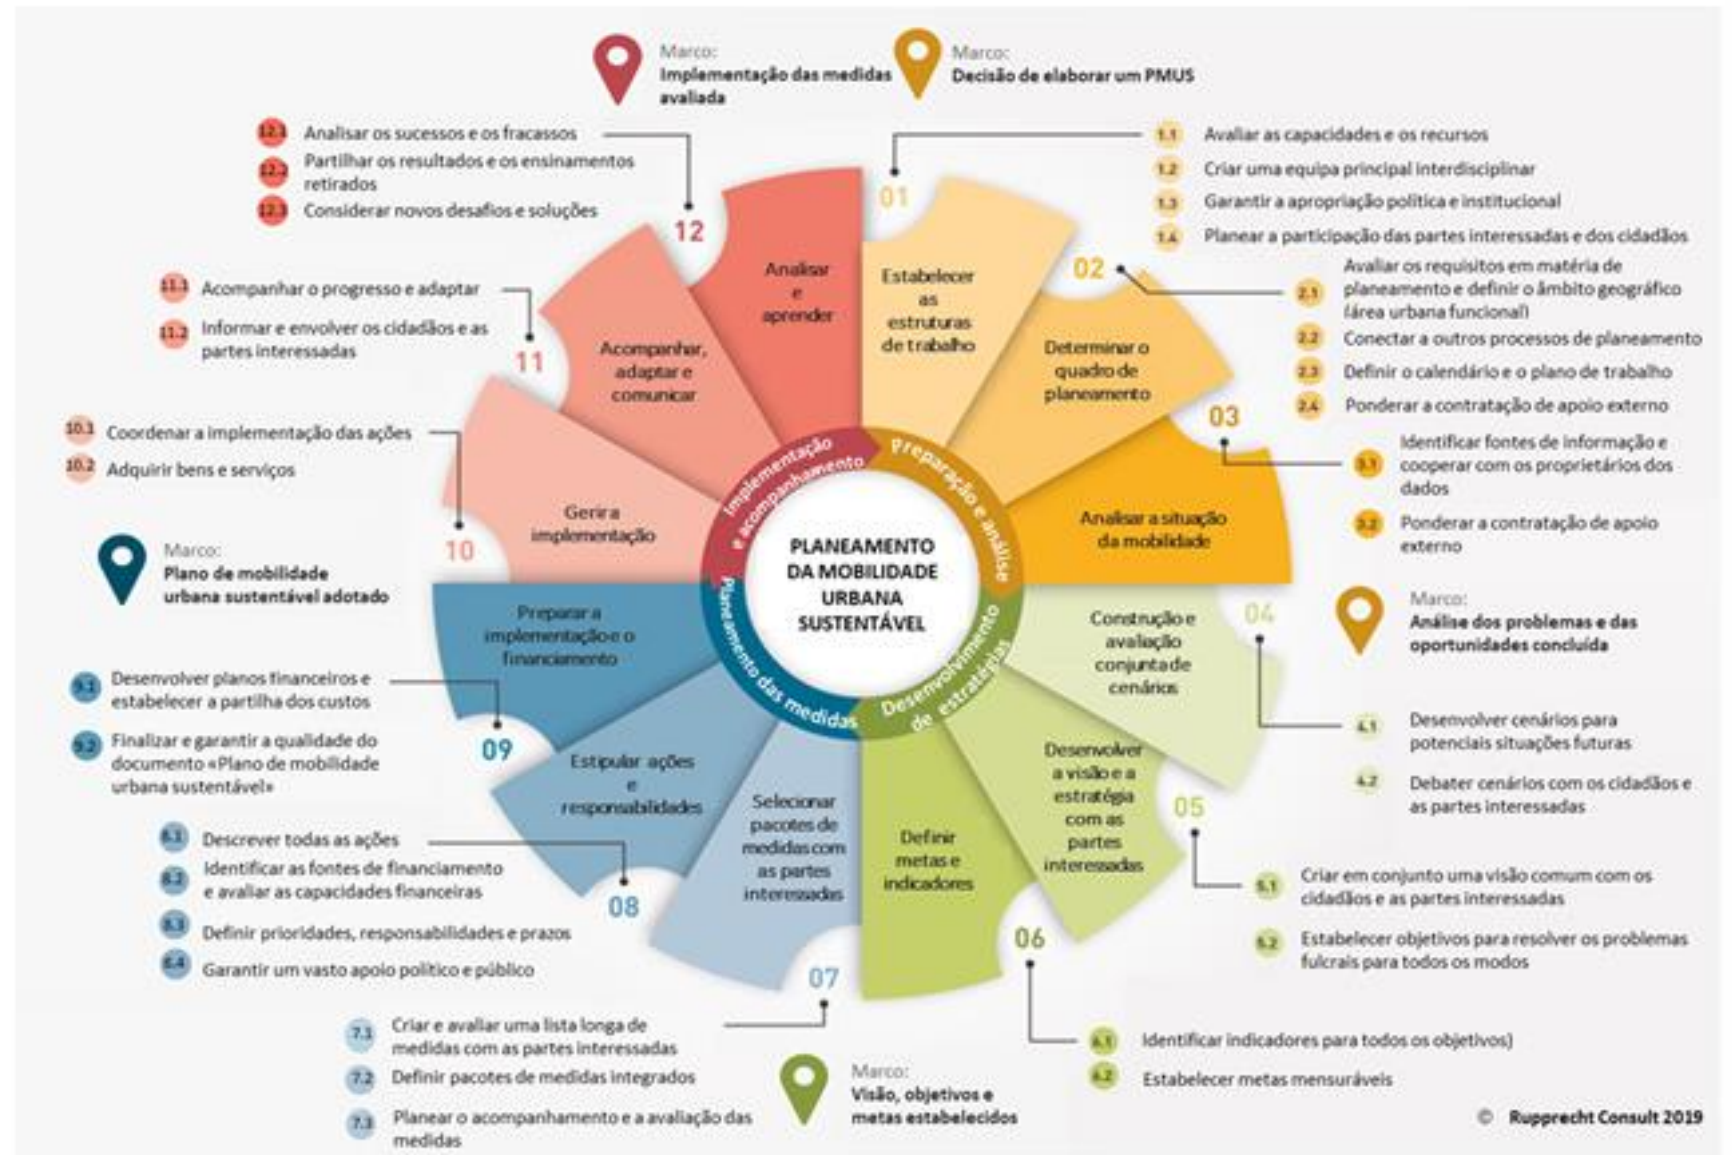 Marco:
Implementação das medidas
avaliada
Marco:
Decisão de elaborar um PMUS
12.1 Analisar os sucessos e os fracassos
12.2 Partilhar os resultados e os ensinamentos
retirados
12.3 Considerar novos desafios e soluções
11.1 Acompanhar o progresso e adaptar
11.2 Informar e envolver os cidadãos e as
partes interessadas
10.1 Coordenar a implementação das ações
10.2 Adquirir bens e serviços
Marco:
Plano de mobilidade
urbana sustentável adotado
9.1 Desenvolver planos financeiros e
estabelecer a partilha dos custos
9.2 Finalizar e garantir a qualidade do
documento «Plano de mobilidade
urbana sustentável»
8.1 Descrever todas as ações
8.2 Identificar as fontes de financiamento
e avaliar as capacidades financeiras
8.3 Definir prioridades, responsabilidades e prazos
8.4 Garantir um vasto apoio político e público
7.1 Criar e avaliar uma lista longa de
medidas com as partes interessadas
7.2 Definir pacotes de medidas integrados
7.3 Planear o acompanhamento e a avaliação das
medidas
1.1 Avaliar as capacidades e os recursos
1.2 Criar uma equipa principal interdisciplinar
1.3 Garantir a apropriação política e institucional
1.4 Planear a participação das partes interessadas e dos cidadãos
2.1 Avaliar os requisitos em matéria de
planeamento e definir o âmbito geográfico
(área urbana funcional)
2.2 Conectar a outros processos de planeamento
2.3 Definir o calendário e o plano de trabalho
2.4 Ponderar a contratação de apoio externo
3.1 Identificar fontes de informação e
cooperar com os proprietários dos
dados
3.2 Ponderar a contratação de apoio
externo
Marco:
Análise dos problemas e das
oportunidades concluída
4.1 Desenvolver cenários para
potenciais situações futuras
4.2 Debater cenários com os cidadãos e
as partes interessadas
5.1 Criar em conjunto uma visão comum com os
cidadãos e as partes interessadas
5.2 Estabelecer objetivos para resolver os problemas
fulcrais para todos os modos
6.1 Identificar indicadores para todos os objetivos)
6.2 Estabelecer metas mensuráveis
Marco:
Visão, objetivos e
metas estabelecidos
01
Estabelecer
as
estruturas
de trabalho
02
Determinar o
quadro de
planeamento
03
Analisar a situação
da mobilidade
04
Construção e
avaliação
conjunta de
cenários
05
Desenvolver
a visão e a
estratégia
com as
partes
interessadas
06
Definir
metas e
indicadores
07
Selecionar
pacotes de
medidas com
as partes
interessadas
08
Estipular ações
e
responsabilidades
09
Preparar a
implementação e o
financiamento
10
Gerir a
implementação
11
Acompanhar,
adaptar e
comunicar
12
Analisar
e
aprender
Preparação e análise
Desenvolvimento
de estratégias
Planeamento das medidas
Implementação
e acompanhamento
PLANEAMENTO
DA MOBILIDADE
URBANA
SUSTENTÁVEL
© Rupprecht Consult 2019